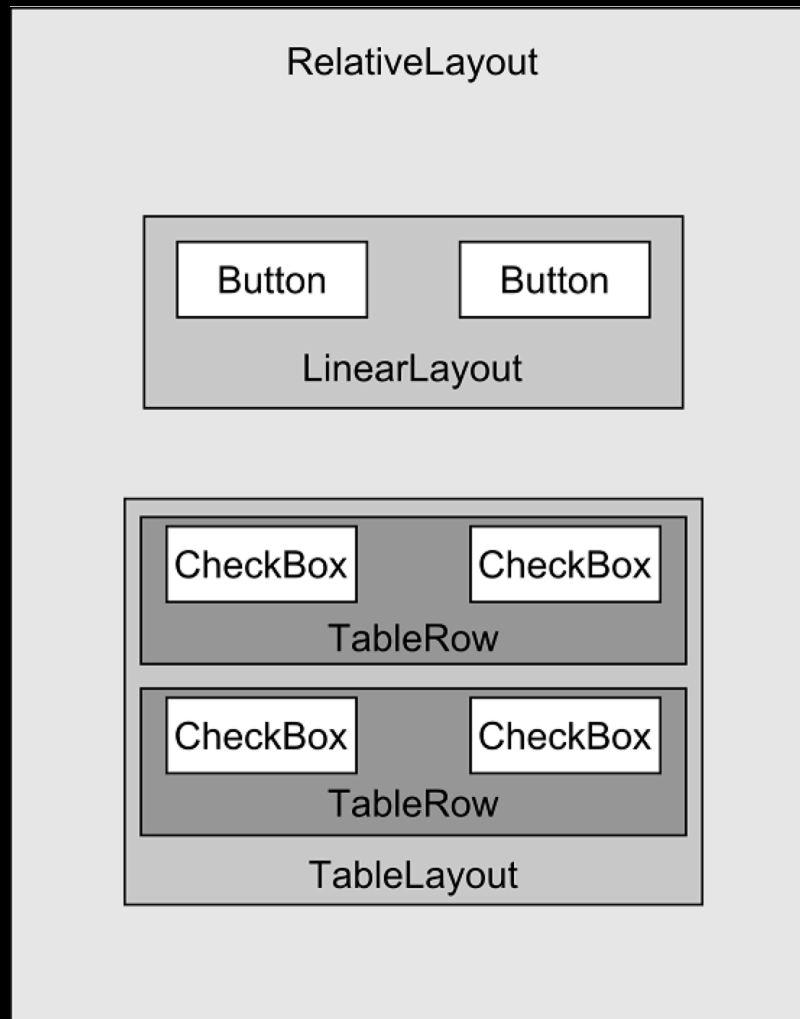 RelativeLayout
Button Button
LinearLayout
CheckBox CheckBox
TableRow
CheckBox CheckBox
TableRow
TableLayout